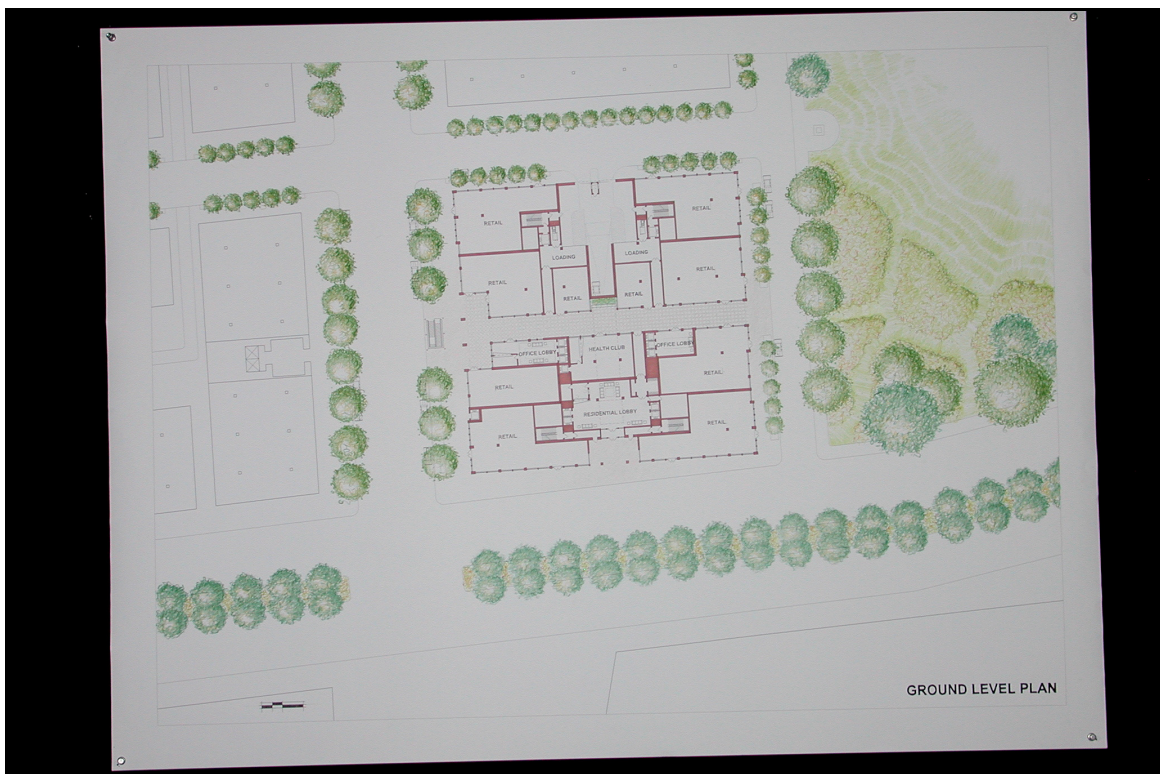 RETAIL
RETAIL
LOADING
LOADING
RETAIL
RETAIL
RETAIL
RETAIL
OFFICE LOBBY
HEALTH CLUB
OFFICE LOBBY
RETAIL
RETAIL
RESIDENTIAL LOBBY
RETAIL
RETAIL
GROUND LEVEL PLAN